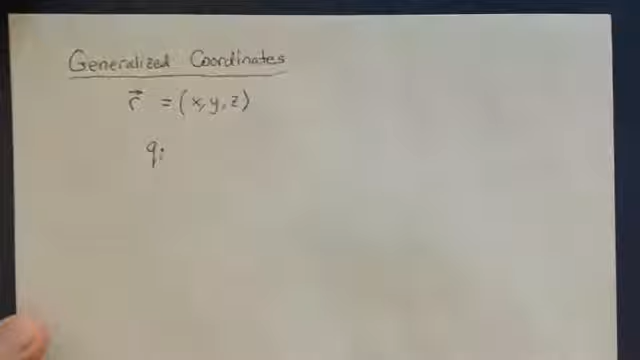 Generalized Coordinates
r⃗ = (x, y, z)
qᵢ